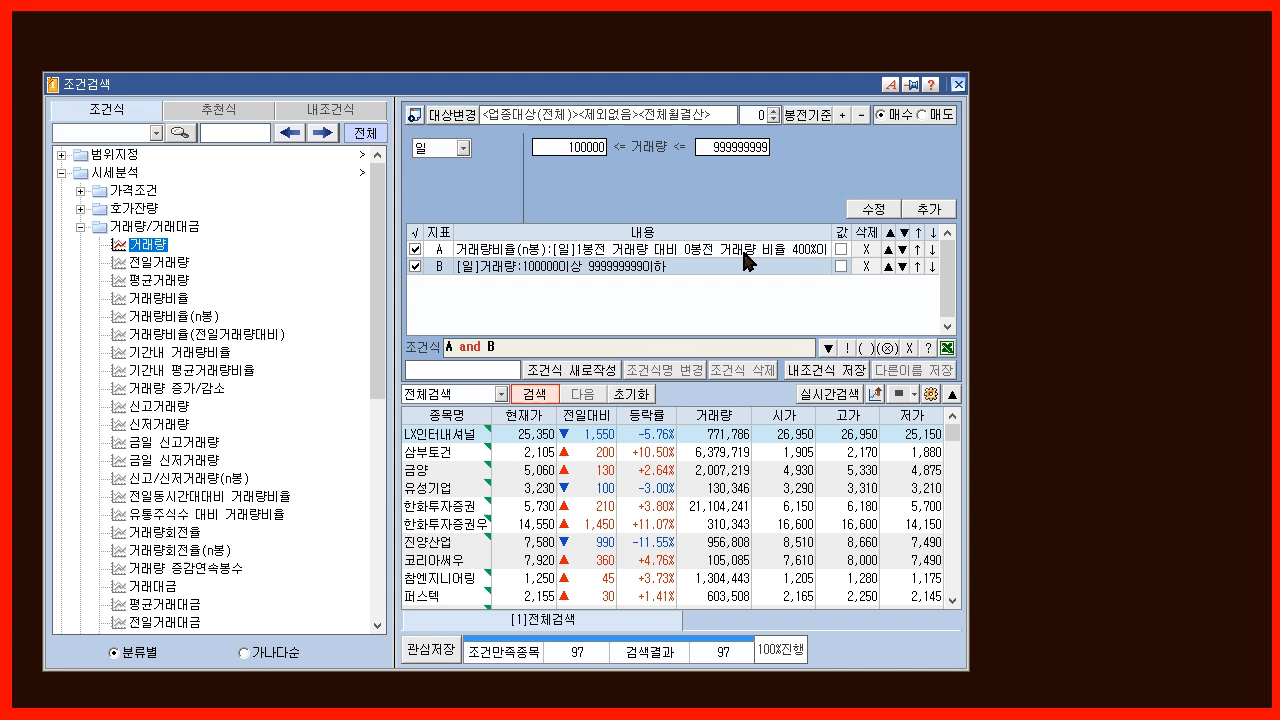 조건검색
조건식 추천식 내조건식
전체
범위지정 >
시세분석 >
가격조건
호가잔량
거래량/거래대금
거래량
전일거래량
평균거래량
거래량비율
거래량비율(n봉)
거래량비율(전일거래량대비)
기간내 거래량비율
기간내 평균거래량비율
거래량 증가/감소
신고거래량
신저거래량
금일 신고거래량
금일 신저거래량
신고/신저거래량(n봉)
전일동시간대대비 거래량비율
유통주식수 대비 거래량비율
거래량회전율
거래량회전율(n봉)
거래량 증감연속봉수
거래대금
평균거래대금
전일거래대금
분류별 가나다순
대상변경 <업종대상(전체)><제외없음><전체월결산> 0 봉전기준 + - 매수 매도
일 100000 <= 거래량 <= 999999999
수정 추가
√ 지표 내용 값 삭제 ▲ ▼ ↑ ↓
A 거래량비율(n봉):[일]1봉전 거래량 대비 0봉전 거래량 비율 400%이 X ▲ ▼ ↑ ↓
B [일]거래량:100000이상 999999999이하 X ▲ ▼ ↑ ↓
조건식 A and B ▼ ! ( ) (ⓧ) X ?
조건식 새로작성 조건식명 변경 조건식 삭제 내조건식 저장 다른이름 저장
전체검색 검색 다음 초기화 실시간검색 ▲
종목명 현재가 전일대비 등락률 거래량 시가 고가 저가
LX인터내셔널 25,350 ▼ 1,550 -5.76% 771,786 26,950 26,950 25,150
삼부토건 2,105 ▲ 200 +10.50% 6,379,719 1,905 2,170 1,880
금양 5,060 ▲ 130 +2.64% 2,007,219 4,930 5,330 4,875
유성기업 3,230 ▼ 100 -3.00% 130,346 3,290 3,310 3,210
한화투자증권 5,730 ▲ 210 +3.80% 21,104,241 6,150 6,180 5,700
한화투자증권우 14,550 ▲ 1,450 +11.07% 310,343 16,600 16,600 14,150
진양산업 7,580 ▼ 990 -11.55% 956,808 8,510 8,660 7,490
코리아써우 7,920 ▲ 360 +4.76% 105,085 7,610 8,000 7,490
참엔지니어링 1,250 ▲ 45 +3.73% 1,304,443 1,205 1,280 1,175
퍼스텍 2,155 ▲ 30 +1.41% 603,508 2,165 2,250 2,145
[1]전체검색
관심저장 조건만족종목 97 검색결과 97 100%진행